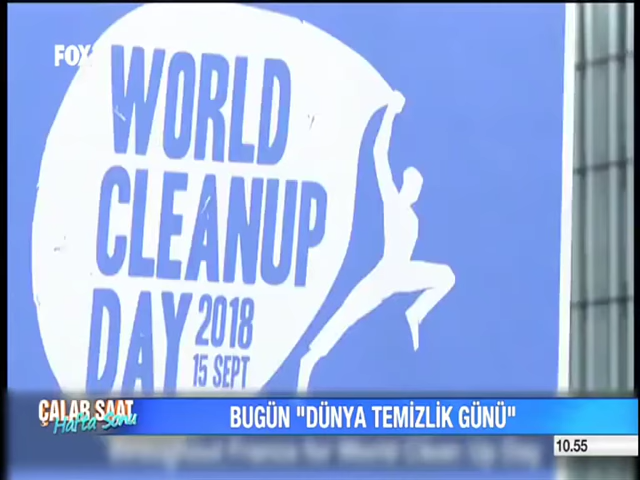 FOX
WORLD
CLEANUP
DAY 2018
15 SEPT
ÇALAR SAAT
Hafta Sonu
BUGÜN "DÜNYA TEMİZLİK GÜNÜ"
10.55